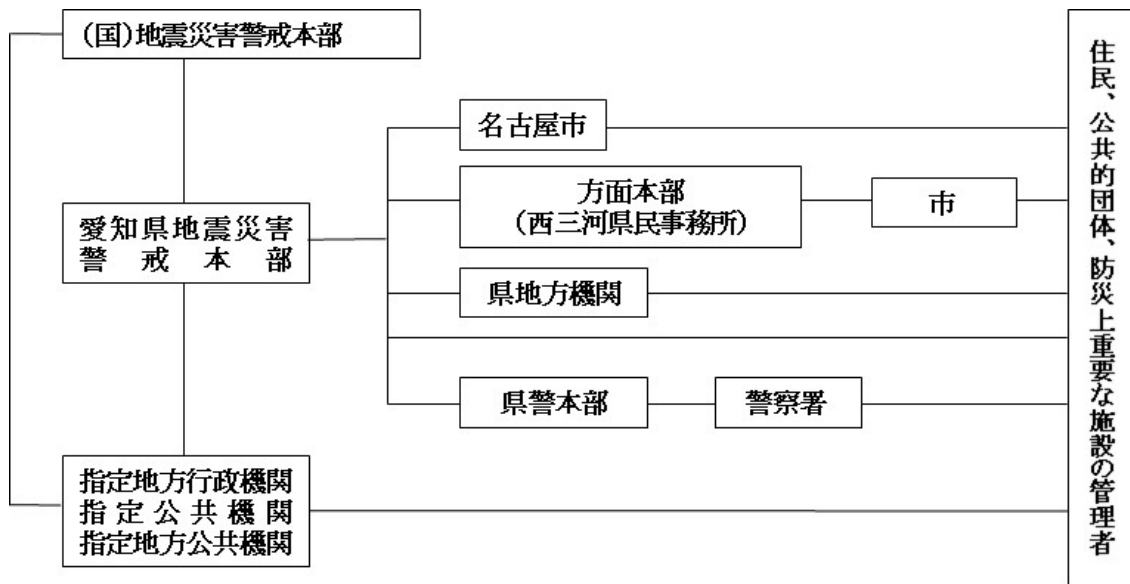 (国)地震災害警戒本部
名古屋市
方面本部
(西三河県民事務所)
市
愛知県地震災害
警戒本部
県地方機関
県警本部
警察署
指定地方行政機関
指定公共機関
指定地方公共機関
住民、公共的団体、防災上重要な施設の管理者